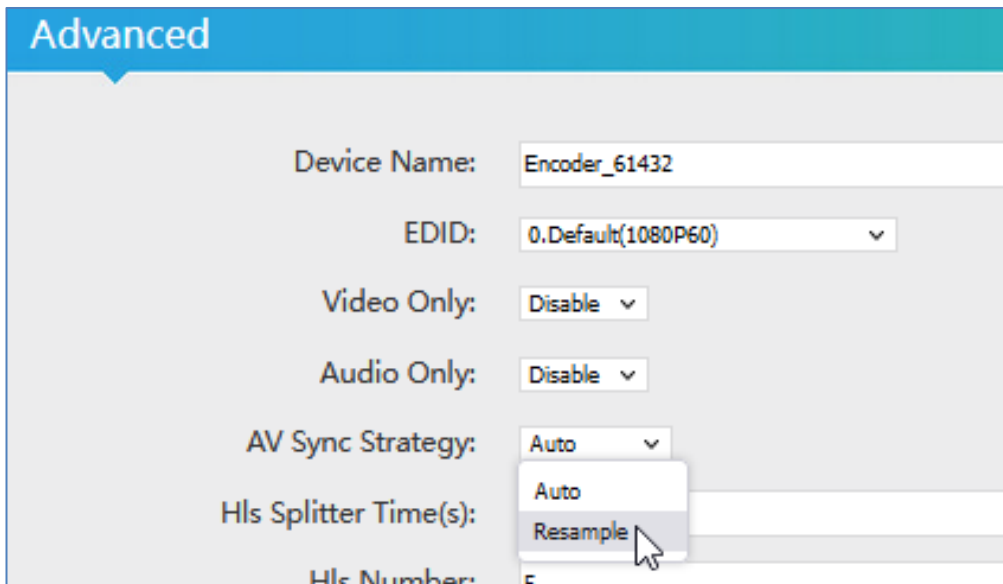 Advanced
Device Name: Encoder_61432
EDID: 0.Default(1080P60)
Video Only: Disable
Audio Only: Disable
AV Sync Strategy: Auto
Auto
Hls Splitter Time(s):
Resample
Hls Number: 5